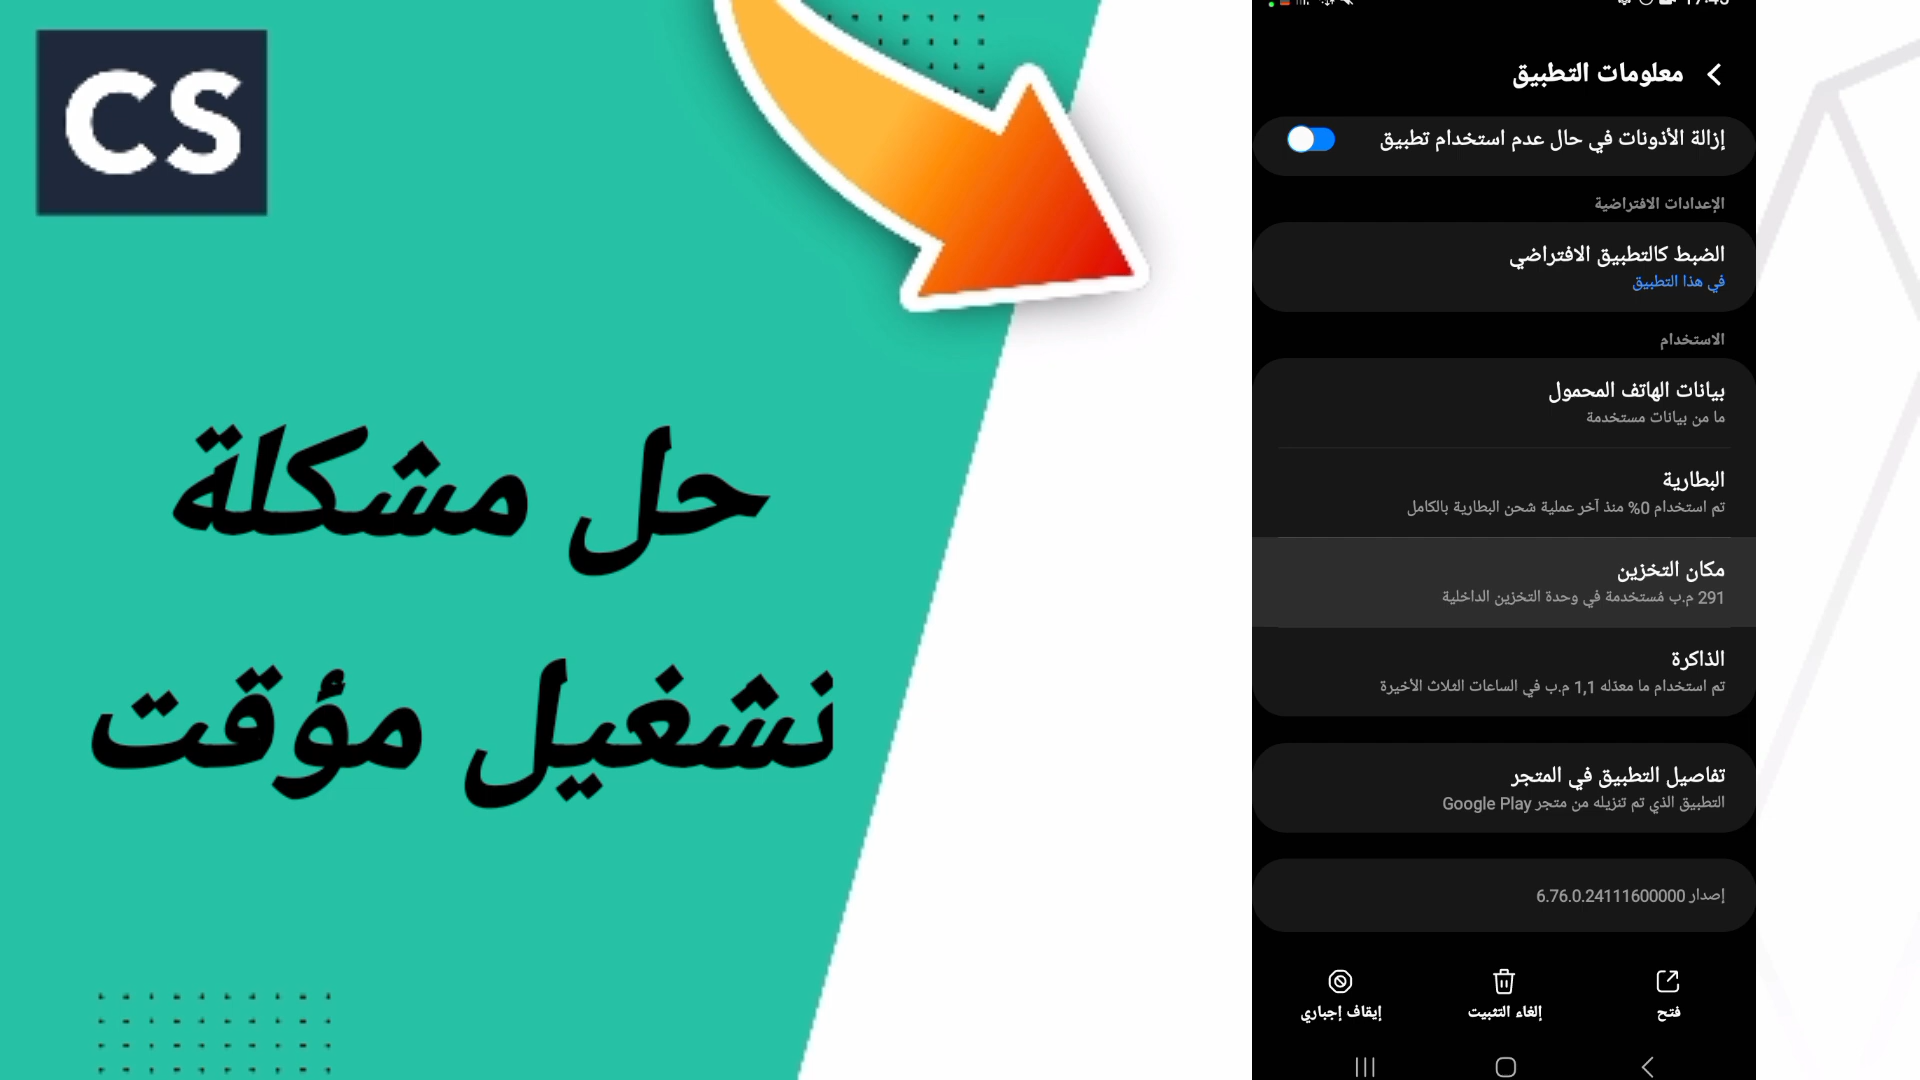 CS
حل مشكلة
نشغيل مؤقت
معلومات التطبيق
إزالة الأذونات في حال عدم استخدام تطبيق
الإعدادات الافتراضية
الضبط كالتطبيق الافتراضي
في هذا التطبيق
الاستخدام
بيانات الهاتف المحمول
ما من بيانات مستخدمة
البطارية
تم استخدام 0% منذ آخر عملية شحن البطارية بالكامل
مكان التخزين
291 م.ب مُستخدمة في وحدة التخزين الداخلية
الذاكرة
تم استخدام ما معدّله 1,1 م.ب في الساعات الثلاث الأخيرة
تفاصيل التطبيق في المتجر
التطبيق الذي تم تنزيله من متجر Google Play
إصدار 6.76.0.24111600000
فتح
إلغاء التثبيت
إيقاف إجباري